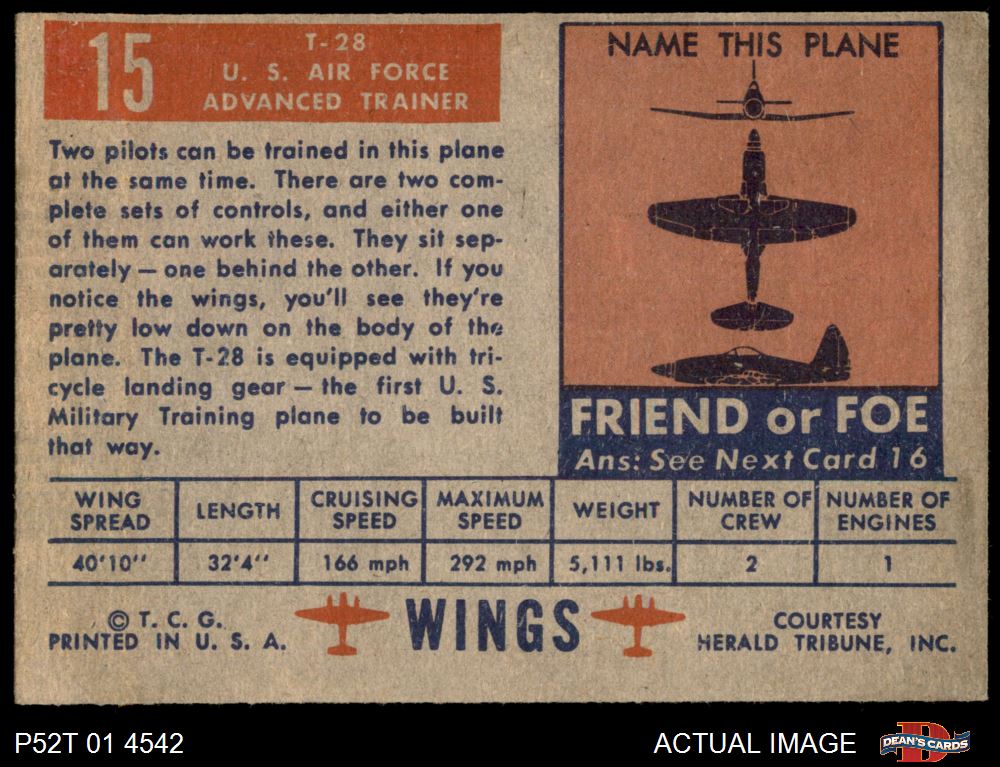 15
T-28
U. S. AIR FORCE
ADVANCED TRAINER
Two pilots can be trained in this plane
at the same time. There are two com-
plete sets of controls, and either one
of them can work these. They sit sep-
arately — one behind the other. If you
notice the wings, you'll see they're
pretty low down on the body of the
plane. The T-28 is equipped with tri-
cycle landing gear — the first U. S.
Military Training plane to be built
that way.
NAME THIS PLANE
FRIEND or FOE
Ans: See Next Card 16
WING SPREAD LENGTH CRUISING SPEED MAXIMUM SPEED WEIGHT NUMBER OF CREW NUMBER OF ENGINES
40'10'' 32'4'' 166 mph 292 mph 5,111 lbs. 2 1
© T. C. G.
PRINTED IN U. S. A.
WINGS
COURTESY
HERALD TRIBUNE, INC.
P52T 01 4542
ACTUAL IMAGE
D
DEAN'S CARDS